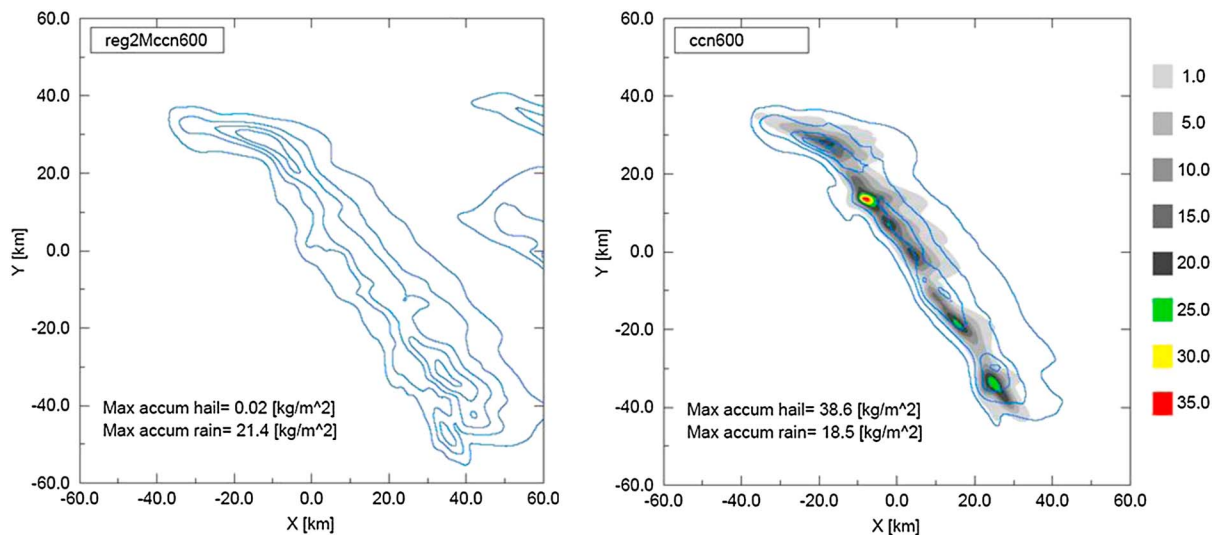 reg2Mccn600
60.0
40.0
20.0
0.0
-20.0
-40.0
-60.0
Y [km]
Max accum hail= 0.02 [kg/m^2]
Max accum rain= 21.4 [kg/m^2]
-60.0 -40.0 -20.0 0.0 20.0 40.0 60.0
X [km]
ccn600
60.0
40.0
20.0
0.0
-20.0
-40.0
-60.0
Y [km]
Max accum hail= 38.6 [kg/m^2]
Max accum rain= 18.5 [kg/m^2]
-60.0 -40.0 -20.0 0.0 20.0 40.0 60.0
X [km]
1.0
5.0
10.0
15.0
20.0
25.0
30.0
35.0